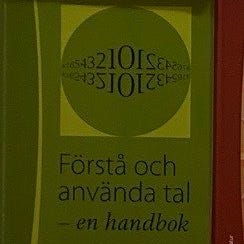 Förstå och
använda tal
– en handbok